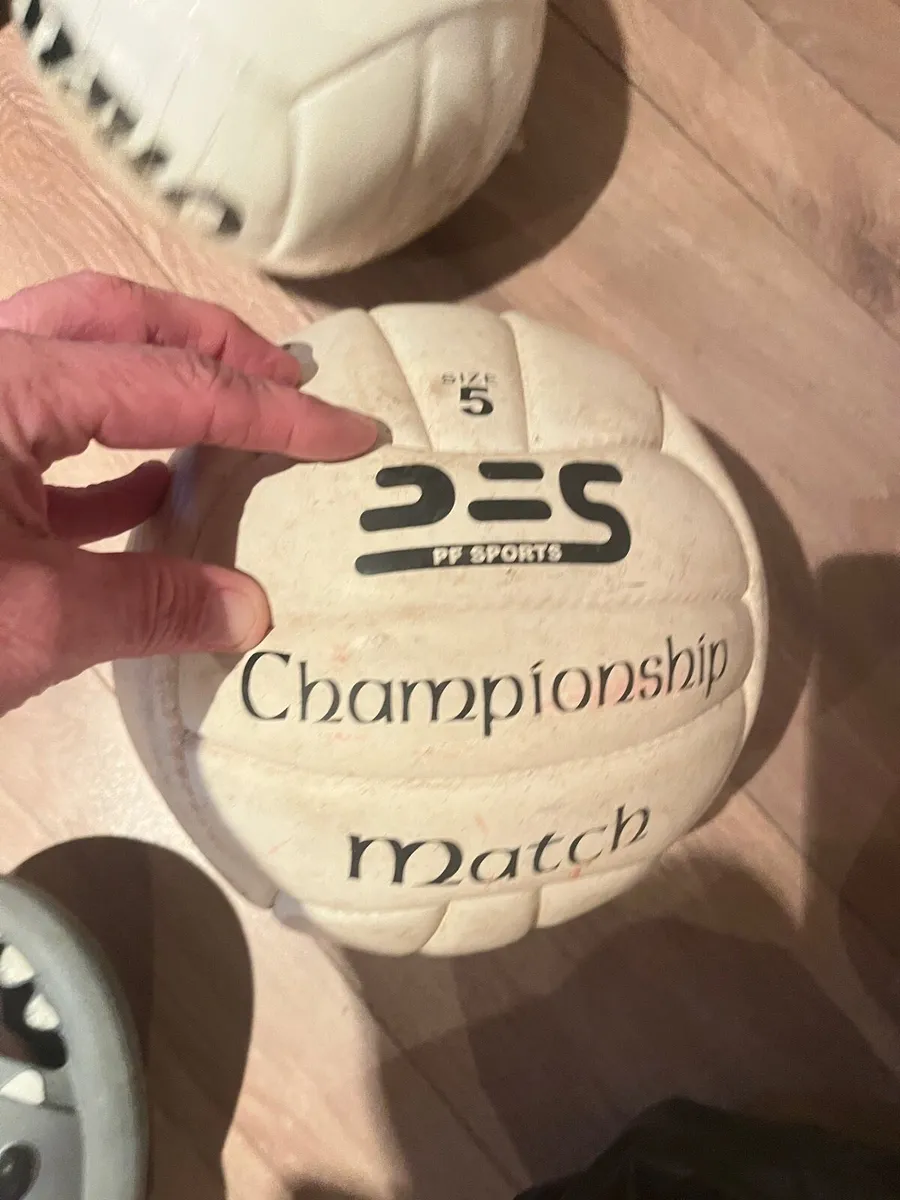 SIZE
5
PF SPORTS
Championship
Match